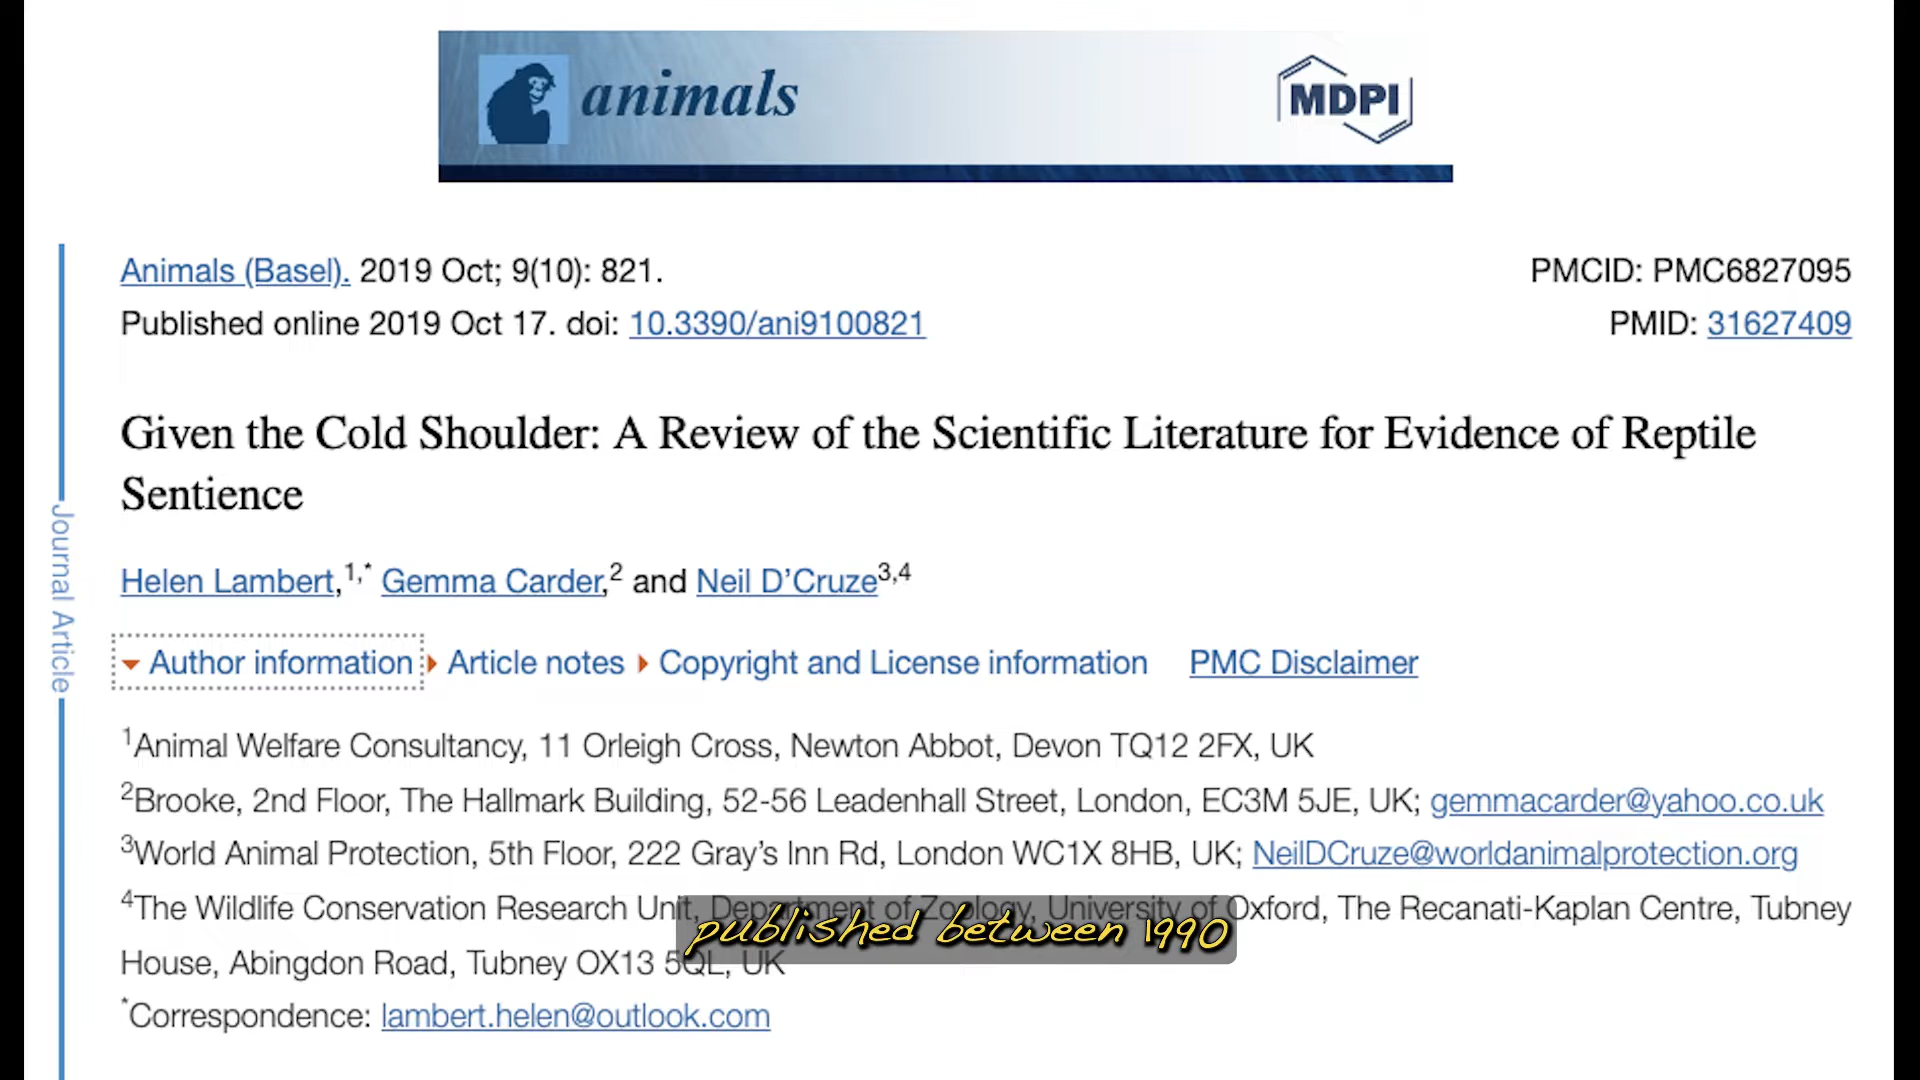 animals
MDPI
Animals (Basel). 2019 Oct; 9(10): 821.
PMCID: PMC6827095
Published online 2019 Oct 17. doi: 10.3390/ani9100821
PMID: 31627409
Given the Cold Shoulder: A Review of the Scientific Literature for Evidence of Reptile
Sentience
Journal Article
Helen Lambert,1,* Gemma Carder,2 and Neil D’Cruze3,4
Author information Article notes Copyright and License information PMC Disclaimer
1Animal Welfare Consultancy, 11 Orleigh Cross, Newton Abbot, Devon TQ12 2FX, UK
2Brooke, 2nd Floor, The Hallmark Building, 52-56 Leadenhall Street, London, EC3M 5JE, UK; gemmacarder@yahoo.co.uk
3World Animal Protection, 5th Floor, 222 Gray’s Inn Rd, London WC1X 8HB, UK; NeilDCruze@worldanimalprotection.org
4The Wildlife Conservation Research Unit, Department of Zoology, University of Oxford, The Recanati-Kaplan Centre, Tubney
published between 1990
House, Abingdon Road, Tubney OX13 5QL, UK
*Correspondence: lambert.helen@outlook.com